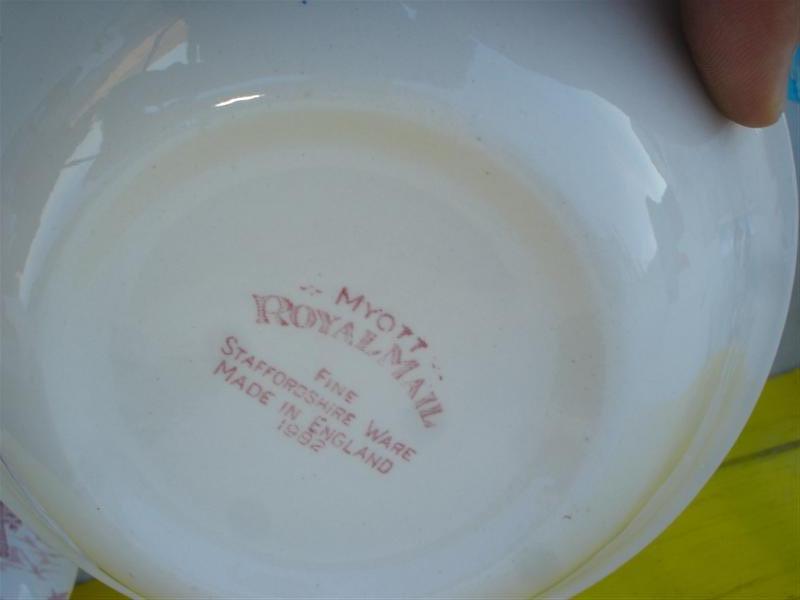 MYOTT
ROYAL MAIL
FINE
STAFFORDSHIRE WARE
MADE IN ENGLAND
1982